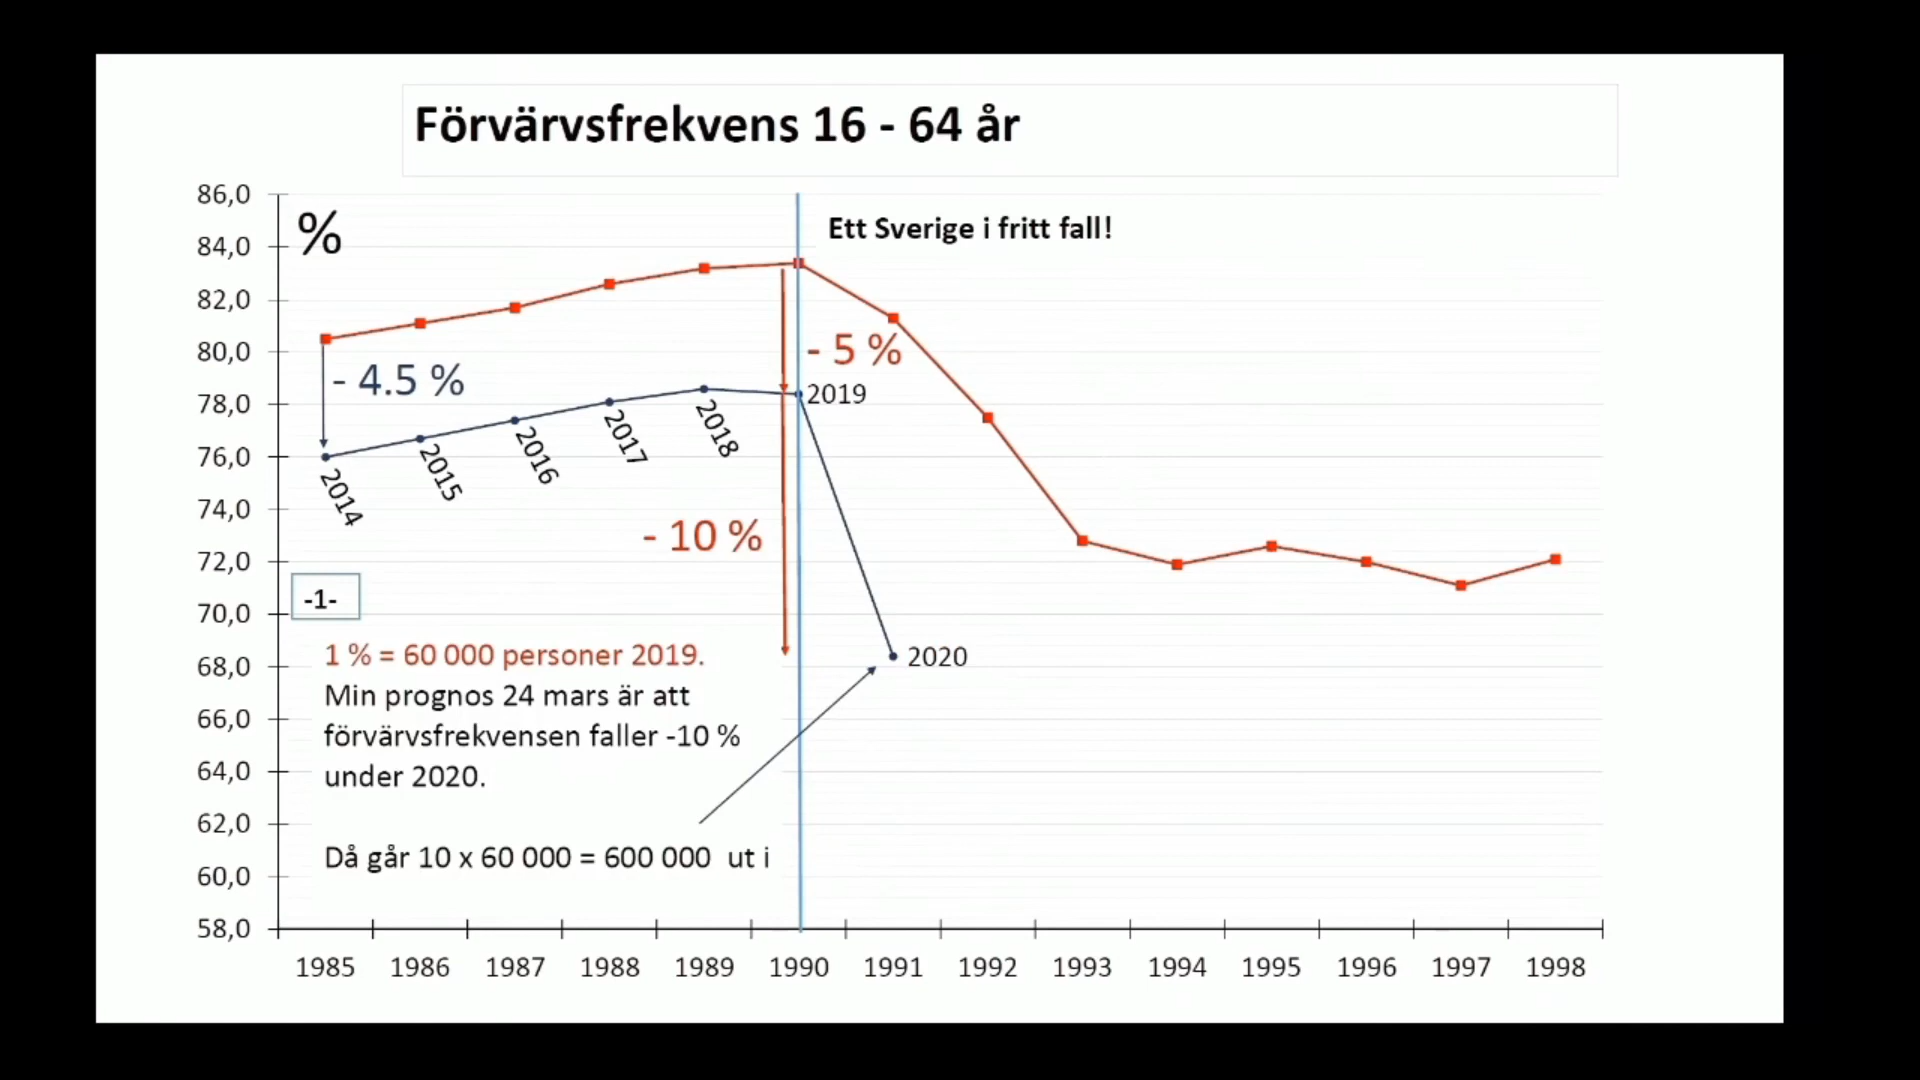 Förvärvsfrekvens 16 - 64 år
86,0
84,0
82,0
80,0
78,0
76,0
74,0
72,0
70,0
68,0
66,0
64,0
62,0
60,0
58,0
%
Ett Sverige i fritt fall!
- 4.5 %
- 5 %
- 10 %
2014
2015
2016
2017
2018
2019
2020
-1-
1 % = 60 000 personer 2019.
Min prognos 24 mars är att
förvärvsfrekvensen faller -10 %
under 2020.
Då går 10 x 60 000 = 600 000 ut i
1985 1986 1987 1988 1989 1990 1991 1992 1993 1994 1995 1996 1997 1998